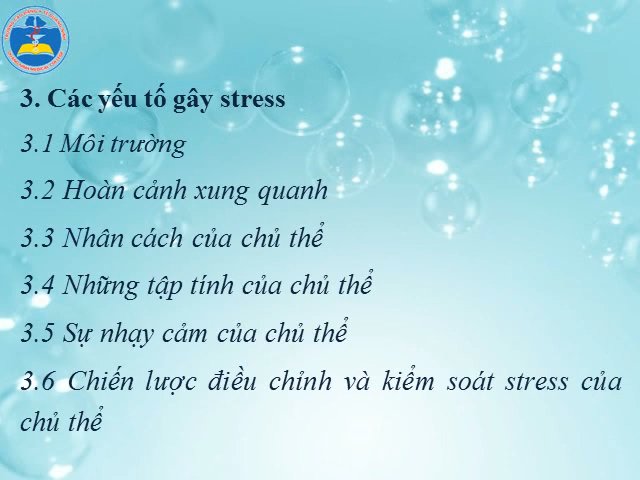 3. Các yếu tố gây stress
3.1 Môi trường
3.2 Hoàn cảnh xung quanh
3.3 Nhân cách của chủ thể
3.4 Những tập tính của chủ thể
3.5 Sự nhạy cảm của chủ thể
3.6 Chiến lược điều chỉnh và kiểm soát stress của
chủ thể